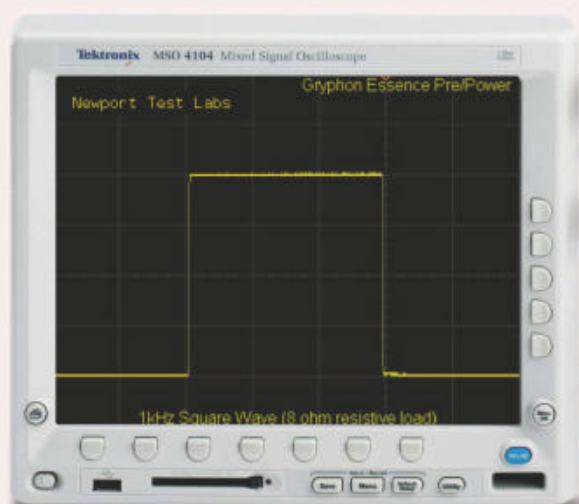 Tektronix MSO 4104 Mixed Signal Oscilloscope
Gryphon Essence Pre/Power
Newport Test Labs
1kHz Square Wave (8 ohm resistive load)
Save
Menu
Utility